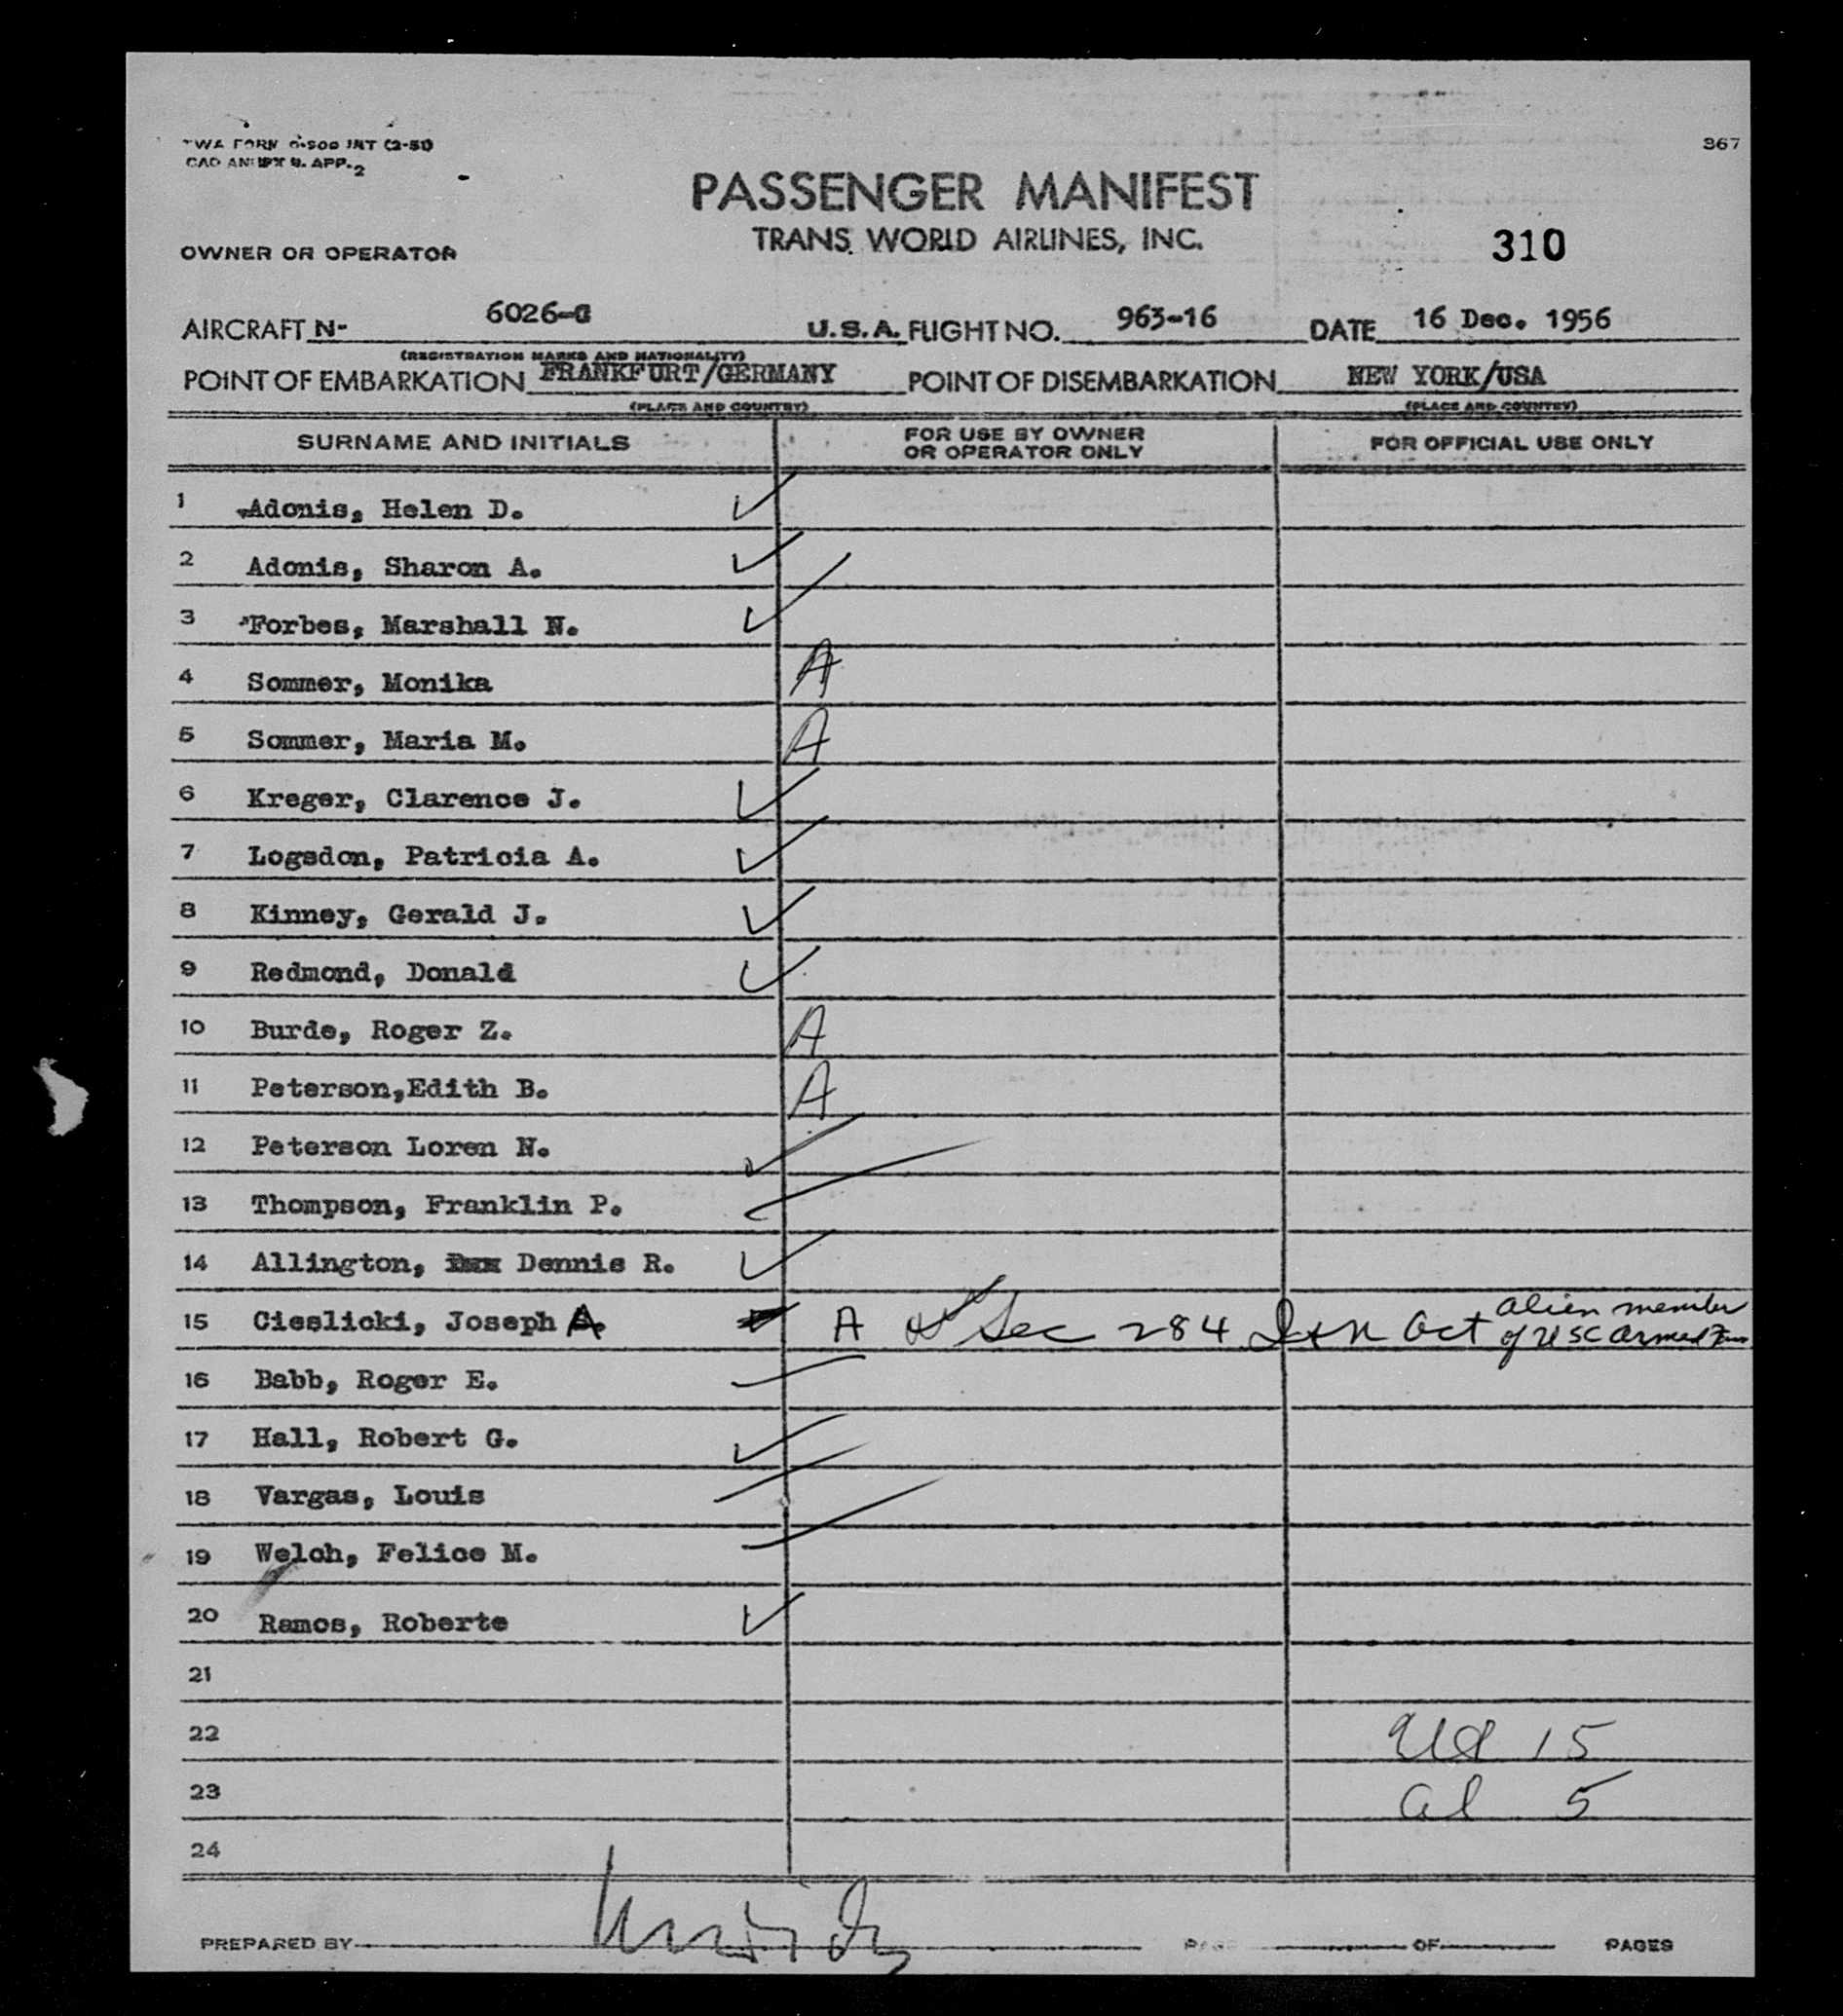 TWA FORM O-500 INT (2-51)
CAO ANNEX 9. APP. 2
367
PASSENGER MANIFEST
TRANS WORLD AIRLINES, INC.
310
OWNER OR OPERATOR
AIRCRAFT N- 6026-C U.S.A. FLIGHT NO. 963-16 DATE 16 Dec. 1956
(REGISTRATION MARKS AND NATIONALITY)
POINT OF EMBARKATION FRANKFURT/GERMANY POINT OF DISEMBARKATION NEW YORK/USA
(PLACE AND COUNTRY) (PLACE AND COUNTRY)
SURNAME AND INITIALS FOR USE BY OWNER OR OPERATOR ONLY FOR OFFICIAL USE ONLY
1 Adonis, Helen D.
2 Adonis, Sharon A.
3 Forbes, Marshall N.
4 Sommer, Monika A
5 Sommer, Maria M. A
6 Kreger, Clarence J.
7 Logsdon, Patricia A.
8 Kinney, Gerald J.
9 Redmond, Donald
10 Burde, Roger Z. A
11 Peterson,Edith B. A
12 Peterson Loren N.
13 Thompson, Franklin P.
14 Allington, Dennis R.
15 Cieslicki, Joseph A. A Sec 284 I+N Act alien member
of US Armed
16 Babb, Roger E.
17 Hall, Robert G.
18 Vargas, Louis
19 Welch, Felice M.
20 Ramos, Roberte
21
22 15
23 al 5
24
PREPARED BY PAGE OF PAGES